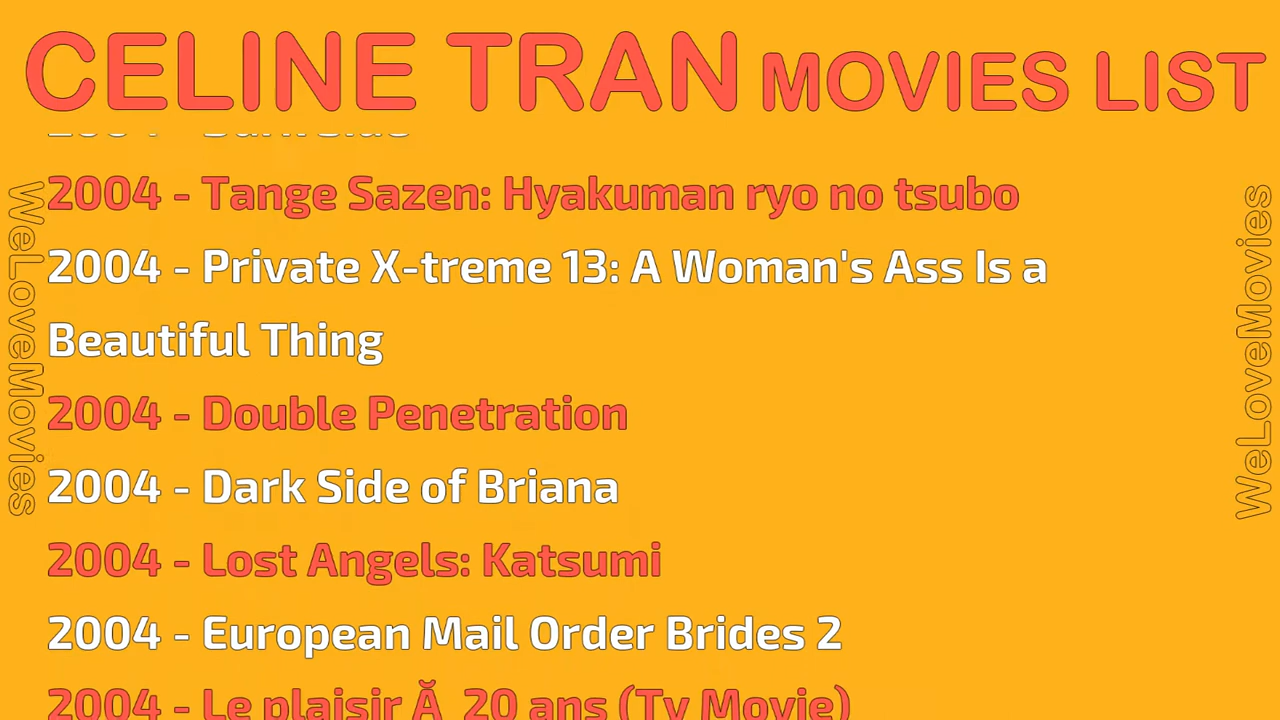 CELINE TRAN MOVIES LIST
2004 - Tange Sazen: Hyakuman ryo no tsubo
2004 - Private X-treme 13: A Woman's Ass Is a
Beautiful Thing
2004 - Double Penetration
2004 - Dark Side of Briana
2004 - Lost Angels: Katsumi
2004 - European Mail Order Brides 2
2004 - Le plaisir Ă 20 ans (Tv Movie)
WeLoveMovies
WeLoveMovies